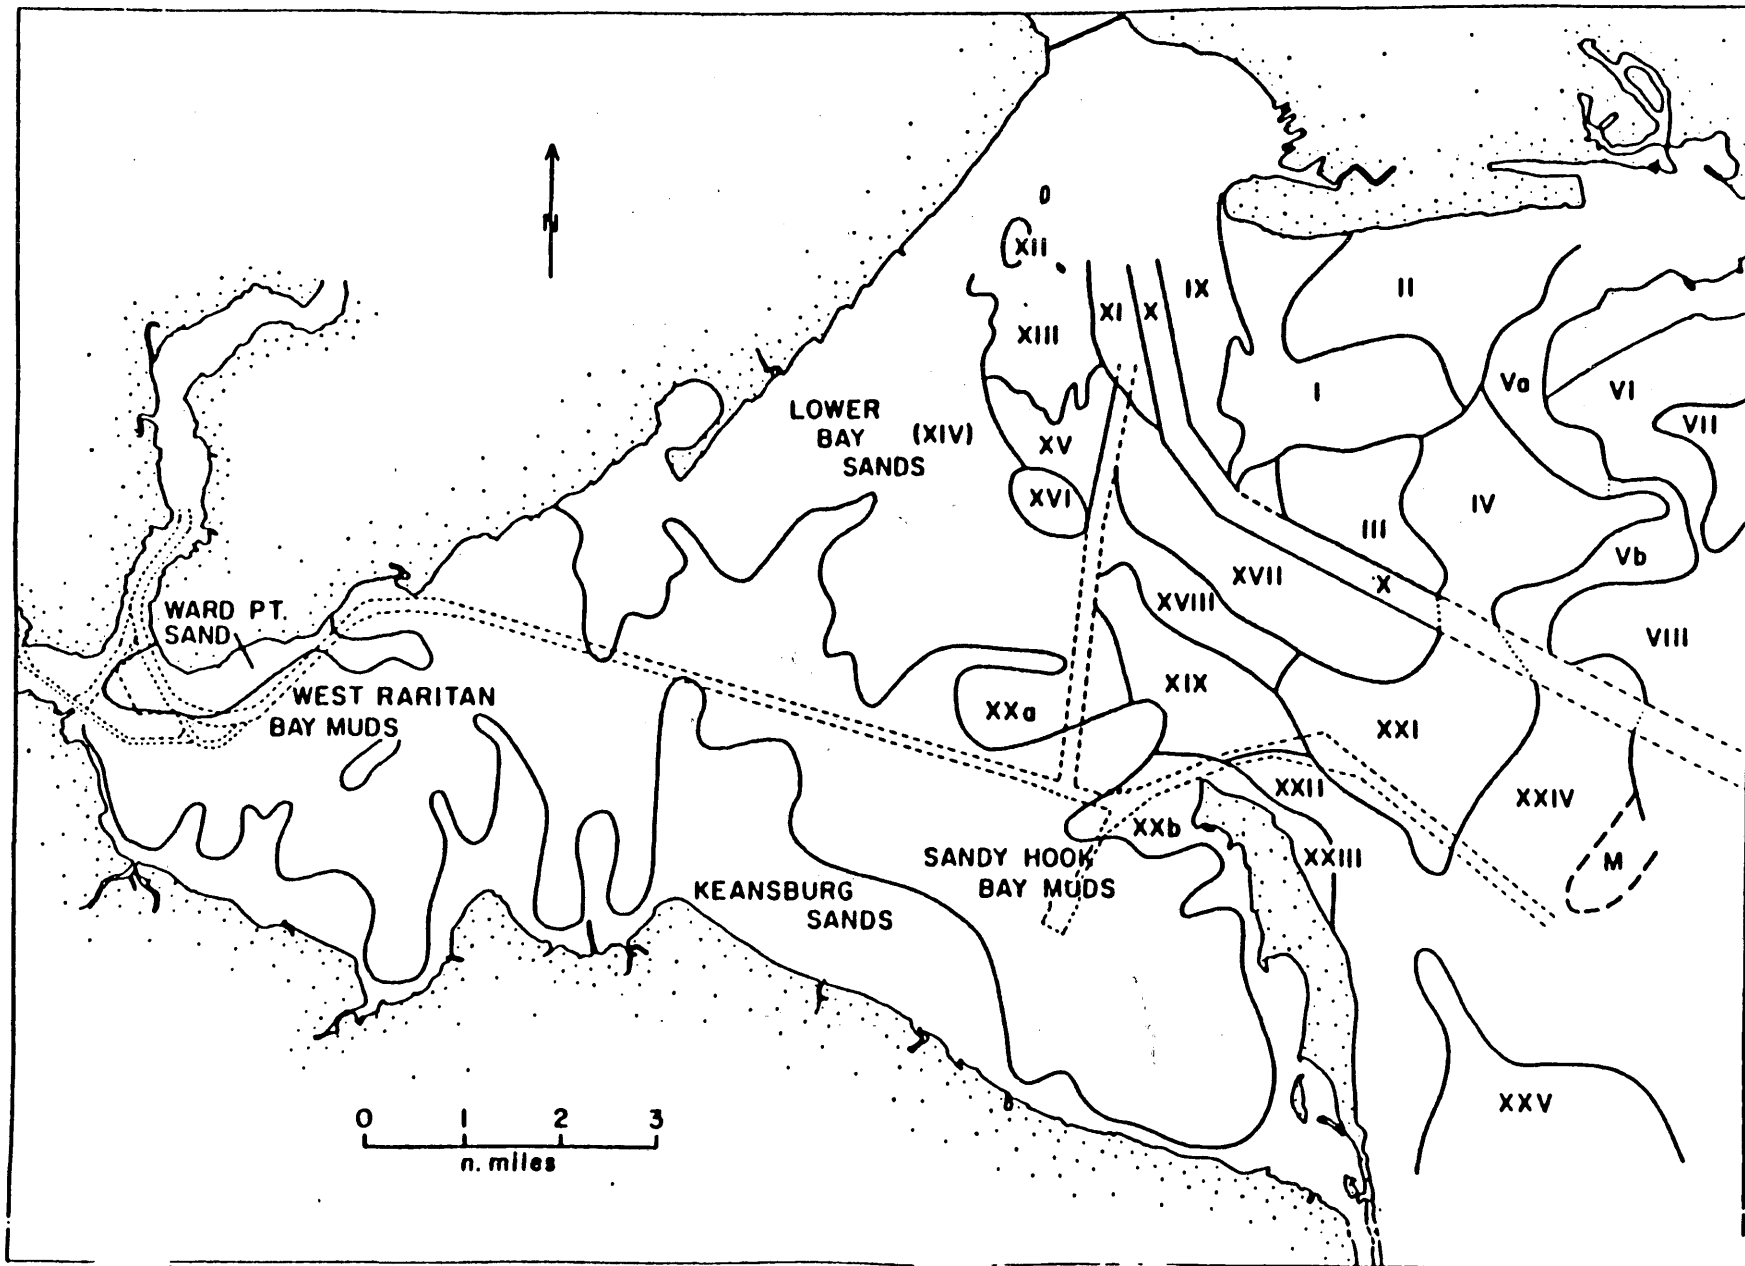 N
XII
II
IX
XI
X
XIII
Va
VI
I
LOWER
BAY (XIV)
SANDS
VII
XV
XVI
IV
III
Vb
XVII
X
XVIII
WARD PT.
SAND
VIII
WEST RARITAN
BAY MUDS
XIX
XXa
XXI
XXII
XXIV
XXb
SANDY HOOK
BAY MUDS
XXIII
M
KEANSBURG
SANDS
XXV
0 1 2 3
n. miles